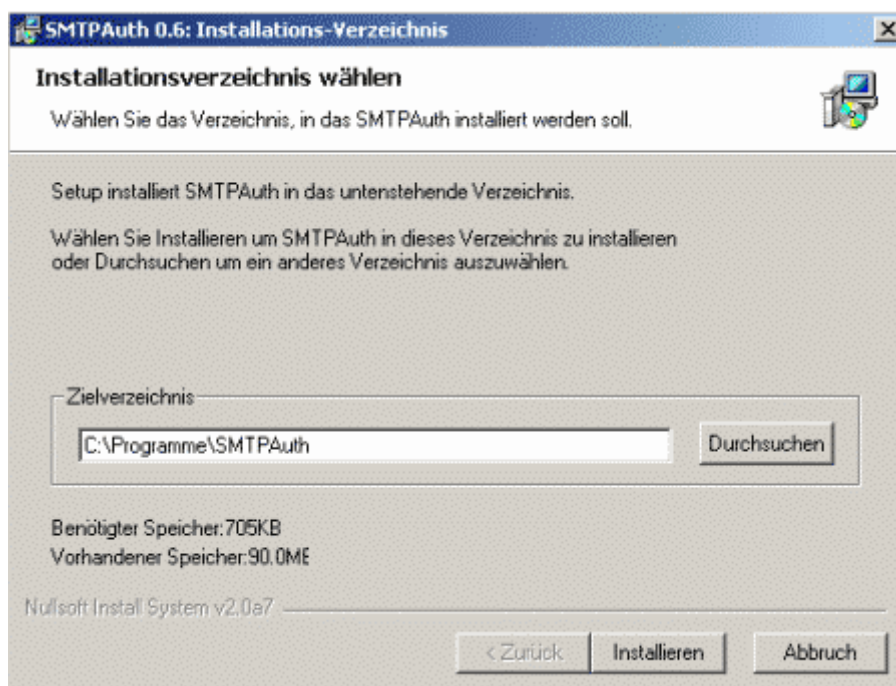 SMTPAuth 0.6: Installations-Verzeichnis
Installationsverzeichnis wählen
Wählen Sie das Verzeichnis, in das SMTPAuth installiert werden soll.
Setup installiert SMTPAuth in das untenstehende Verzeichnis.
Wählen Sie Installieren um SMTPAuth in dieses Verzeichnis zu installieren
oder Durchsuchen um ein anderes Verzeichnis auszuwählen.
Zielverzeichnis
C:\Programme\SMTPAuth
Durchsuchen
Benötigter Speicher:705KB
Vorhandener Speicher:90.0MB
Nullsoft Install System v2.0a7
< Zurück
Installieren
Abbruch